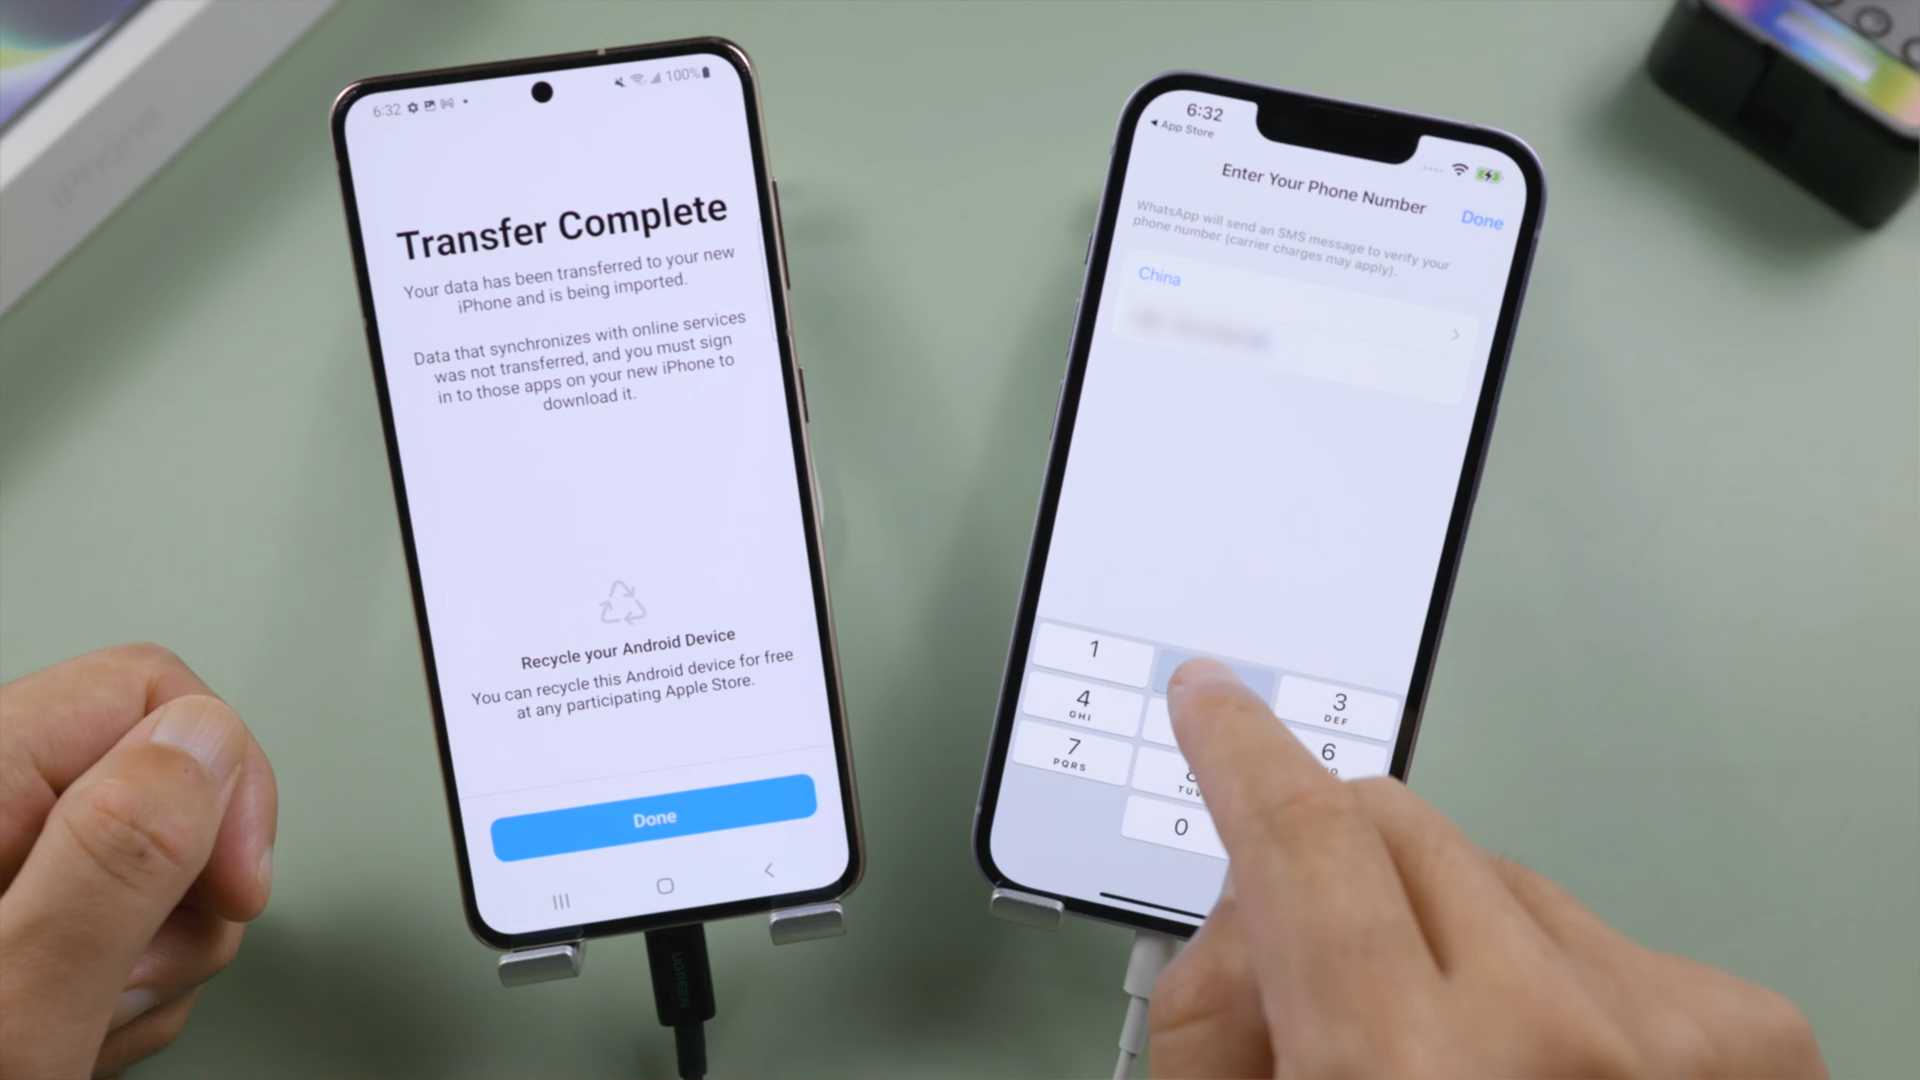 iPhone
6:32
100%
Transfer Complete
Your data has been transferred to your new
iPhone and is being imported.
Data that synchronizes with online services
was not transferred, and you must sign
in to those apps on your new iPhone to
download it.
Recycle your Android Device
You can recycle this Android device for free
at any participating Apple Store.
Done
UGREEN
6:32
App Store
Enter Your Phone Number
Done
WhatsApp will send an SMS message to verify your
phone number (carrier charges may apply).
China
1
3
DEF
4
GHI
6
7
PQRS
TUV
0